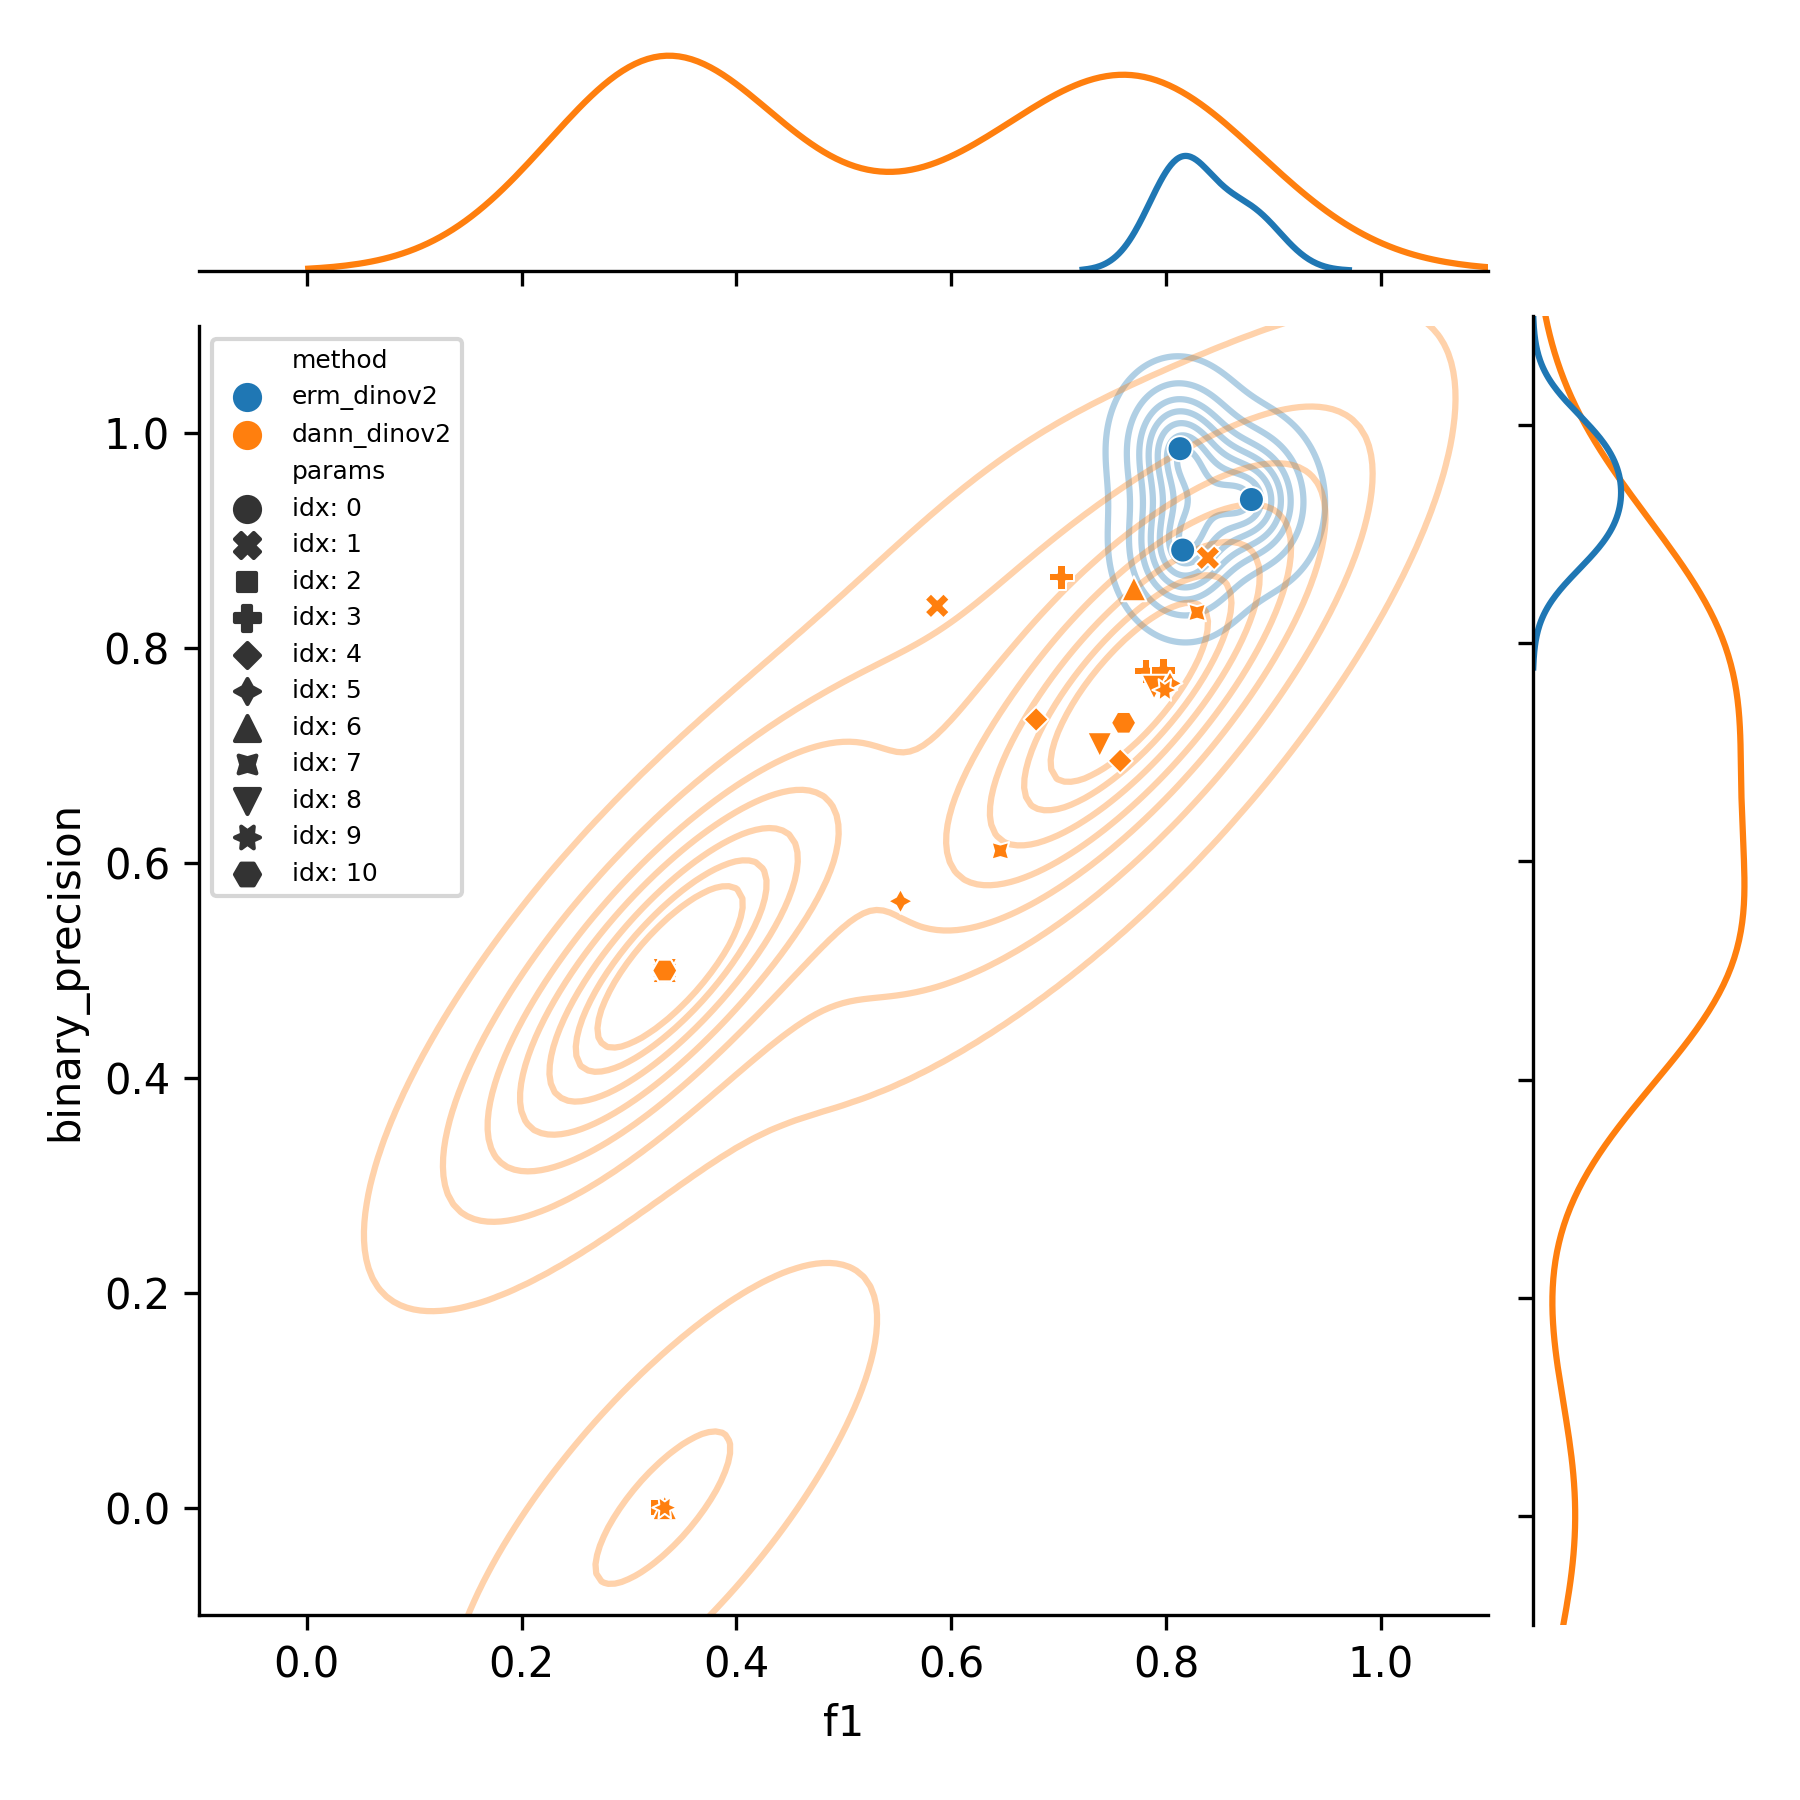 method
erm_dinov2
dann_dinov2
params
idx: 0
idx: 1
idx: 2
idx: 3
idx: 4
idx: 5
idx: 6
idx: 7
idx: 8
idx: 9
idx: 10
binary_precision
1.0
0.8
0.6
0.4
0.2
0.0
0.0 0.2 0.4 0.6 0.8 1.0
f1